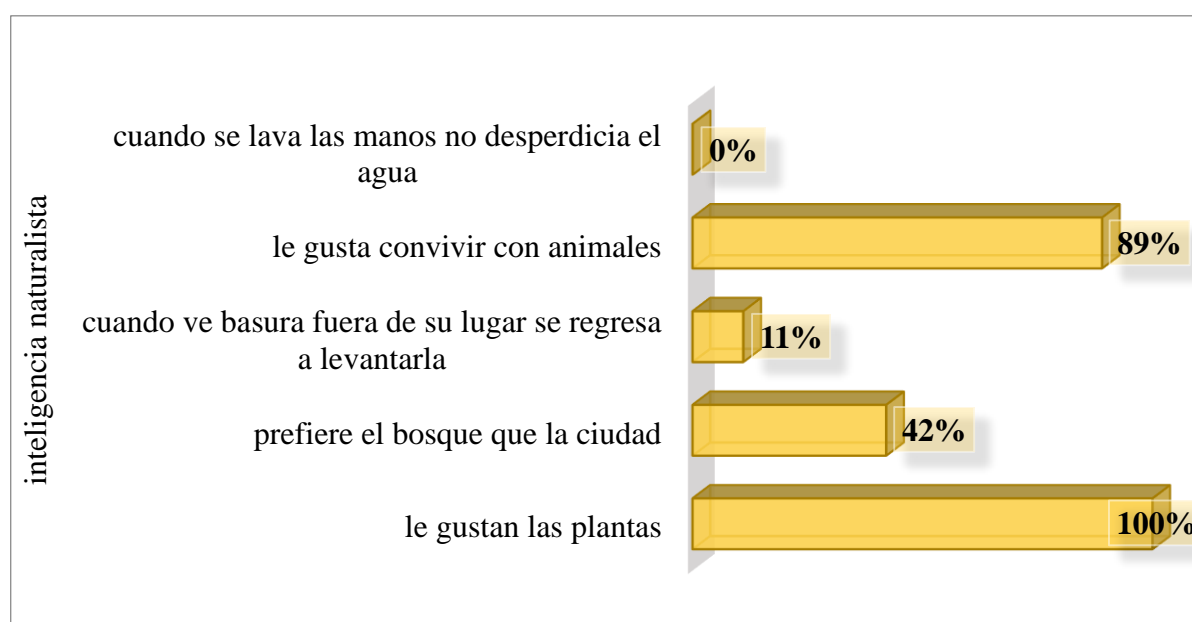 inteligencia naturalista
cuando se lava las manos no desperdicia el
agua
0%
le gusta convivir con animales
89%
cuando ve basura fuera de su lugar se regresa
a levantarla
11%
prefiere el bosque que la ciudad
42%
le gustan las plantas
100%